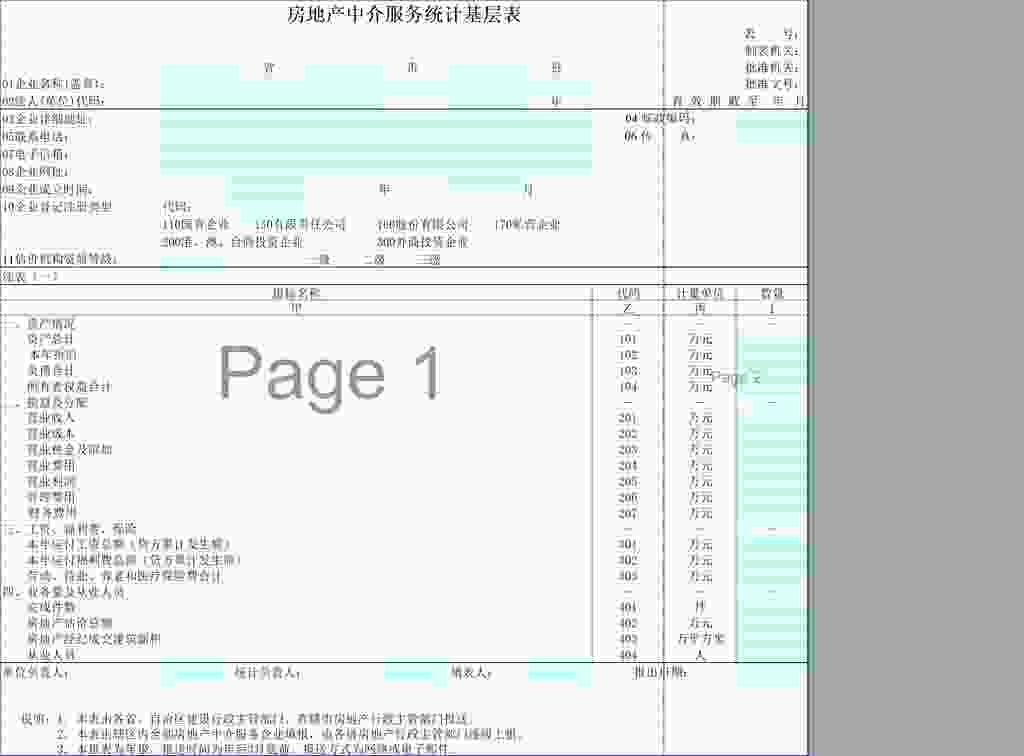 房地产中介服务统计基层表
表 号：
制表机关：
省 市 县 批准机关：
01企业名称(盖章)： 批准文号：
02法人(单位)代码： 年 有 效 期 截 至 年 月
03企业详细地址： 04邮政编码：
05联系电话： 06传 真：
07电子信箱：
08企业网址：
09企业成立时间： 年 月
10企业登记注册类型 代码：
110国有企业 150有限责任公司 160股份有限公司 170私营企业
200港、澳、台商投资企业 300外商投资企业
11估价机构资质等级： 一级 二级 三级
续表（一）
指标名称 代码 计量单位 数量
甲 乙 丙 1
一、资产情况 — — —
资产总计 101 万元
本年折旧 102 万元
负债合计 103 万元
所有者权益合计 104 万元
Page 1
Page 2
二、损益及分配 — — —
营业收入 201 万元
营业成本 202 万元
营业税金及附加 203 万元
营业费用 204 万元
营业利润 205 万元
管理费用 206 万元
财务费用 207 万元
三、工资、福利费、保险 — — —
本年应付工资总额（贷方累计发生额） 301 万元
本年应付福利费总额（贷方累计发生额） 302 万元
劳动、待业、养老和医疗保险费合计 303 万元
四、业务量及从业人员 — — —
完成件数 401 件
房地产评估总额 402 万元
房地产经纪成交建筑面积 403 万平方米
从业人员 404 人
单位负责人： 统计负责人： 填表人： 报出日期：
说明：1、本表由各省、自治区建设行政主管部门，直辖市房地产行政主管部门报送。
2、本表由辖区内全部房地产中介服务企业填报，由各级房地产行政主管部门逐级上报。
3、本报表为年报，报送时间为年后3月底前，报送方式为网络或电子邮件。